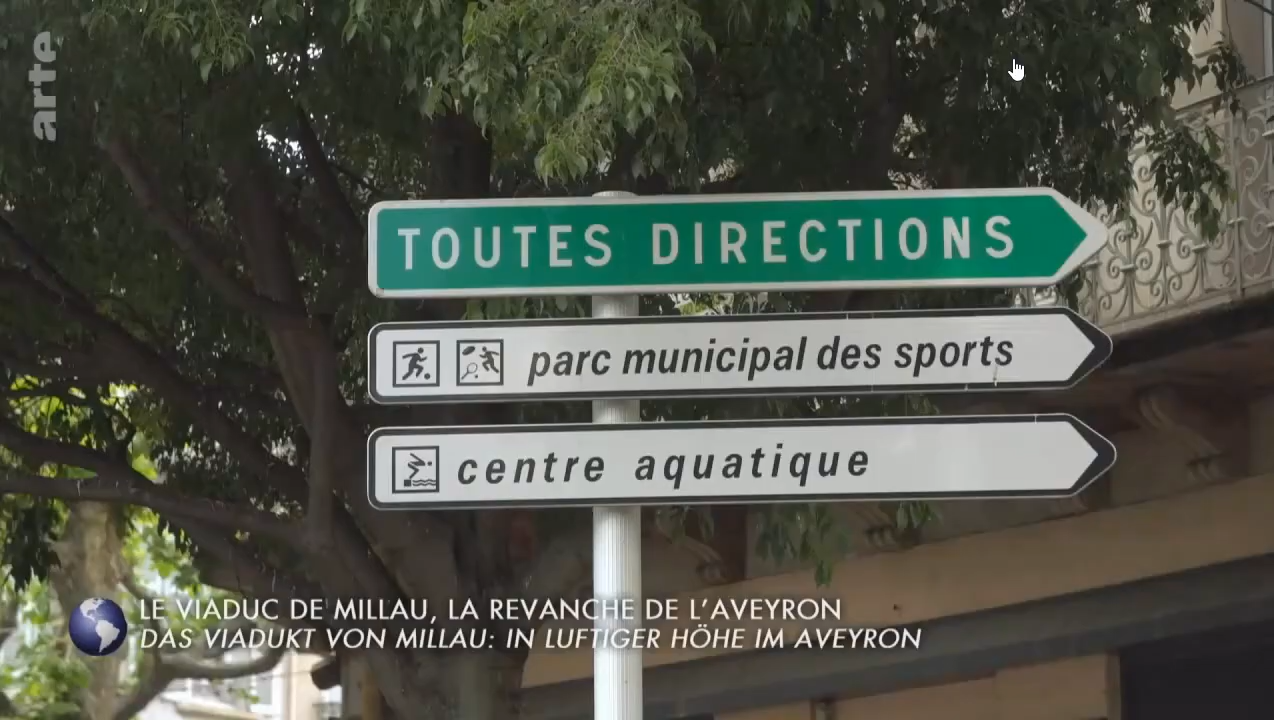 arte
TOUTES DIRECTIONS
parc municipal des sports
centre aquatique
LE VIADUC DE MILLAU, LA REVANCHE DE L'AVEYRON
DAS VIADUKT VON MILLAU: IN LUFTIGER HÖHE IM AVEYRON